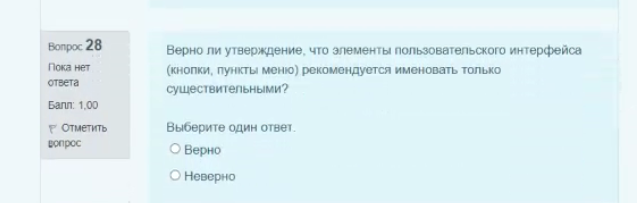 Вопрос 28
Пока нет
ответа
Балл: 1,00
Отметить
вопрос
Верно ли утверждение, что элементы пользовательского интерфейса
(кнопки, пункты меню) рекомендуется именовать только
существительными?
Выберите один ответ.
Верно
Неверно